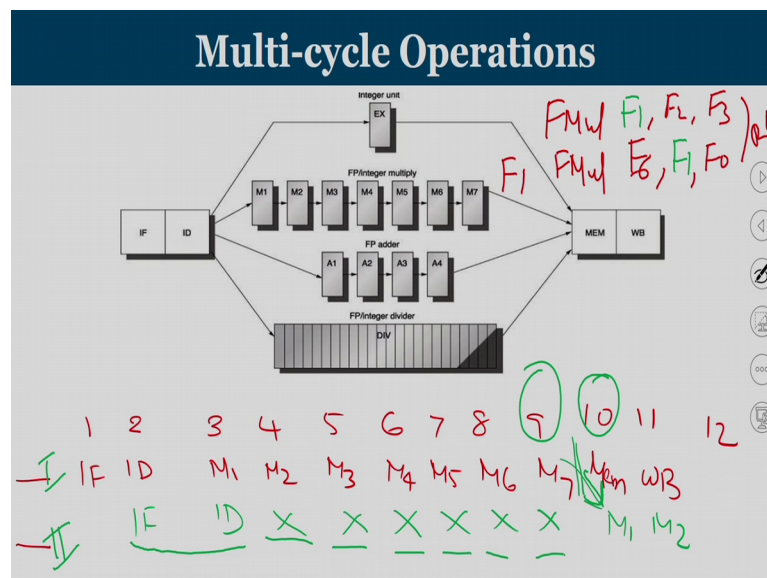 Multi-cycle Operations
Integer unit
EX
FMul F1, F2, F3
FMul F6, F1, F0
FP/integer multiply
M1 M2 M3 M4 M5 M6 M7
F1
IF ID
MEM WB
FP adder
A1 A2 A3 A4
FP/integer divider
DIV
1 2 3 4 5 6 7 8 9 10 11 12
I IF ID M1 M2 M3 M4 M5 M6 M7 Mem WB
II IF ID X X X X X X M1 M2